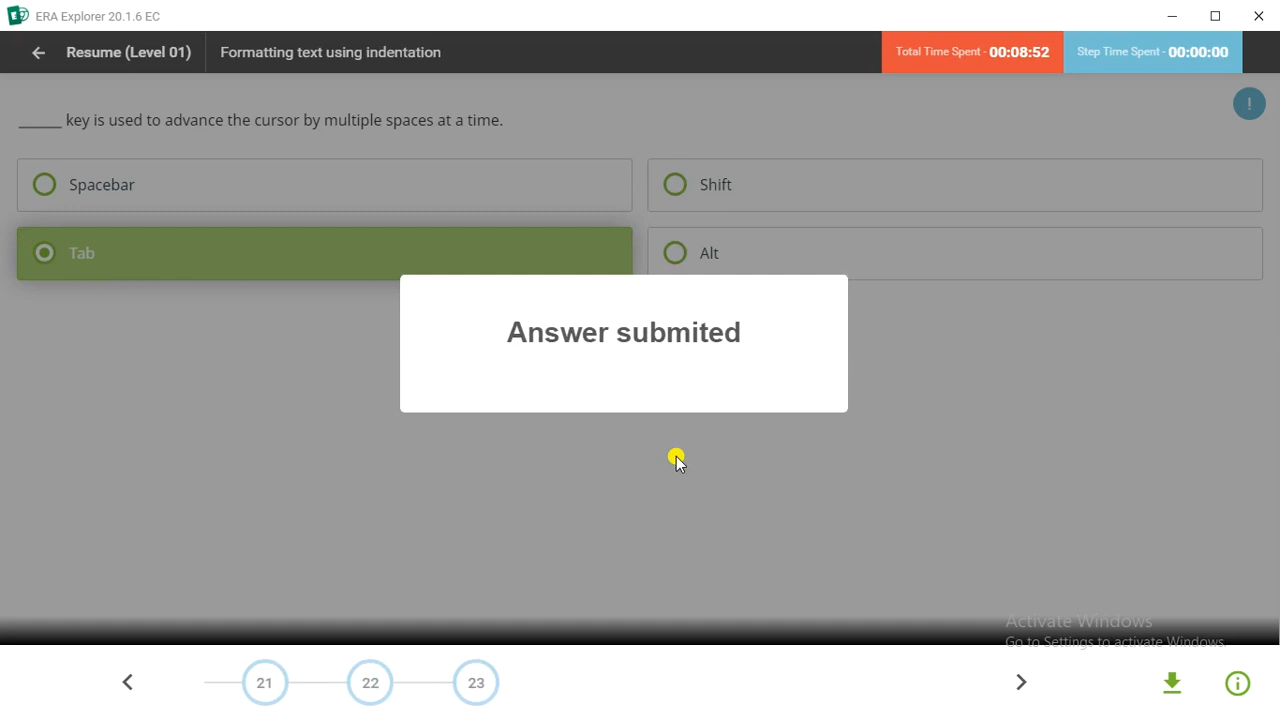 ERA Explorer 20.1.6 EC
Resume (Level 01) Formatting text using indentation Total Time Spent - 00:08:52 Step Time Spent - 00:00:00
______ key is used to advance the cursor by multiple spaces at a time.
!
Spacebar Shift
Tab Alt
Answer submited
Activate Windows
Go to Settings to activate Windows.
21 22 23